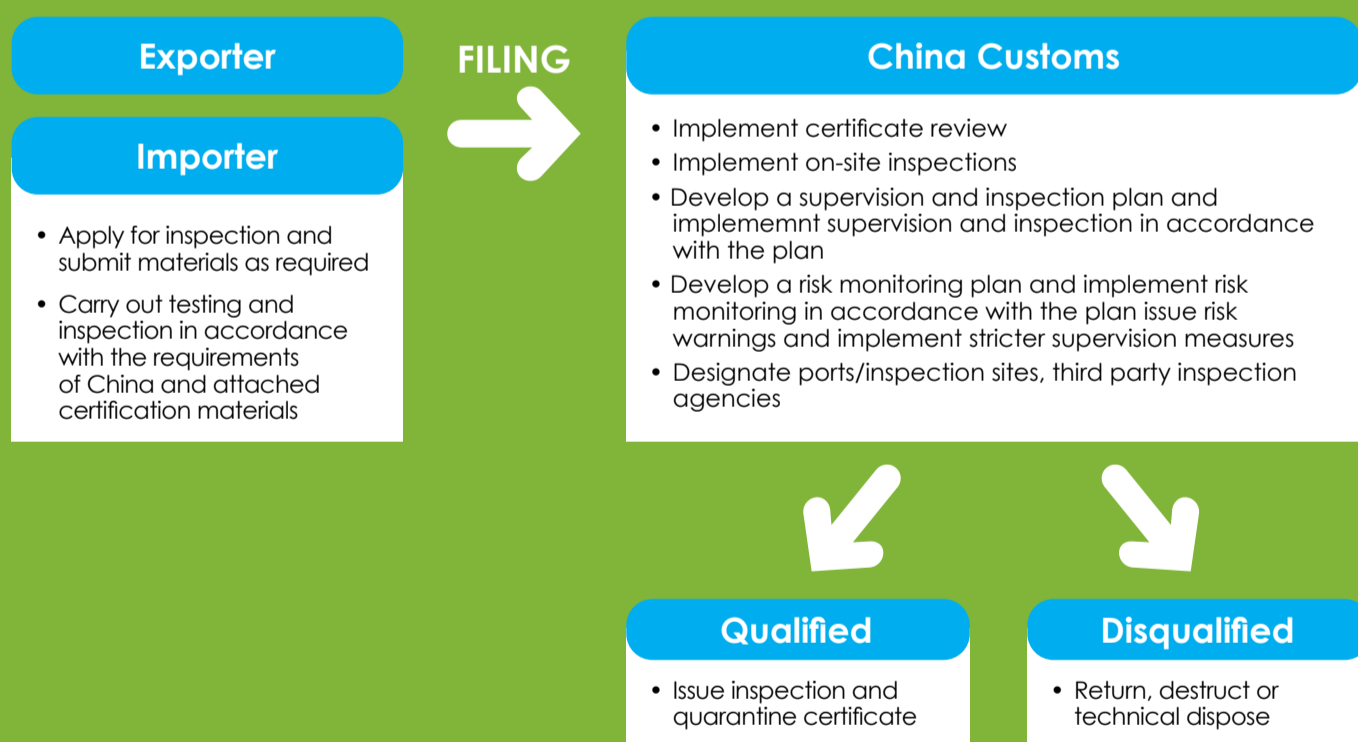 Exporter
Importer
• Apply for inspection and
submit materials as required
• Carry out testing and
inspection in accordance
with the requirements
of China and attached
certification materials
FILING
China Customs
• Implement certificate review
• Implement on-site inspections
• Develop a supervision and inspection plan and
implememnt supervision and inspection in accordance
with the plan
• Develop a risk monitoring plan and implement risk
monitoring in accordance with the plan issue risk
warnings and implement stricter supervision measures
• Designate ports/inspection sites, third party inspection
agencies
Qualified
• Issue inspection and
quarantine certificate
Disqualified
• Return, destruct or
technical dispose